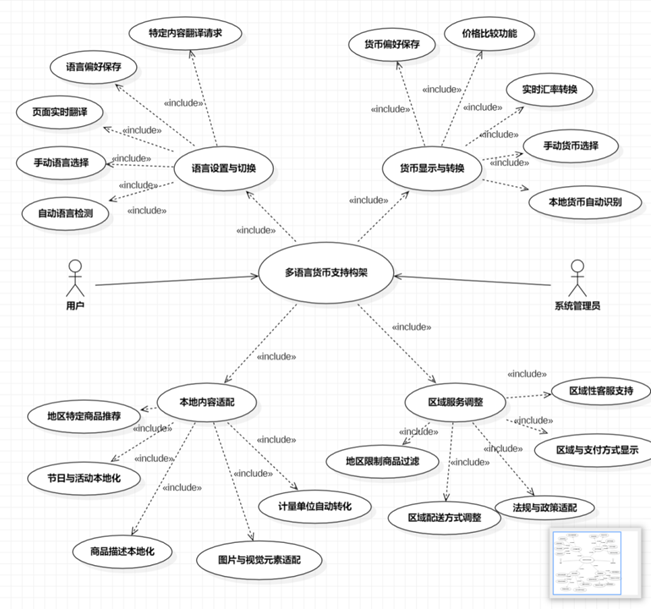 特定内容翻译请求
货币偏好保存
价格比较功能
语言偏好保存
实时汇率转换
«include»
«include»
«include»
«include»
页面实时翻译
«include»
«include»
手动货币选择
手动语言选择
«include»
«include»
语言设置与切换
货币显示与转换
«include»
自动语言检测
«include»
本地货币自动识别
«include»
«include»
多语言货币支持构架
用户
系统管理员
«include»
«include»
«include»
本地内容适配
区域服务调整
区域性客服支持
地区特定商品推荐
«include»
«include»
«include»
«include»
«include»
区域与支付方式显示
«include»
«include»
地区限制商品过滤
«include»
节日与活动本地化
«include»
«include»
计量单位自动转化
法规与政策适配
区域配送方式调整
商品描述本地化
图片与视觉元素适配